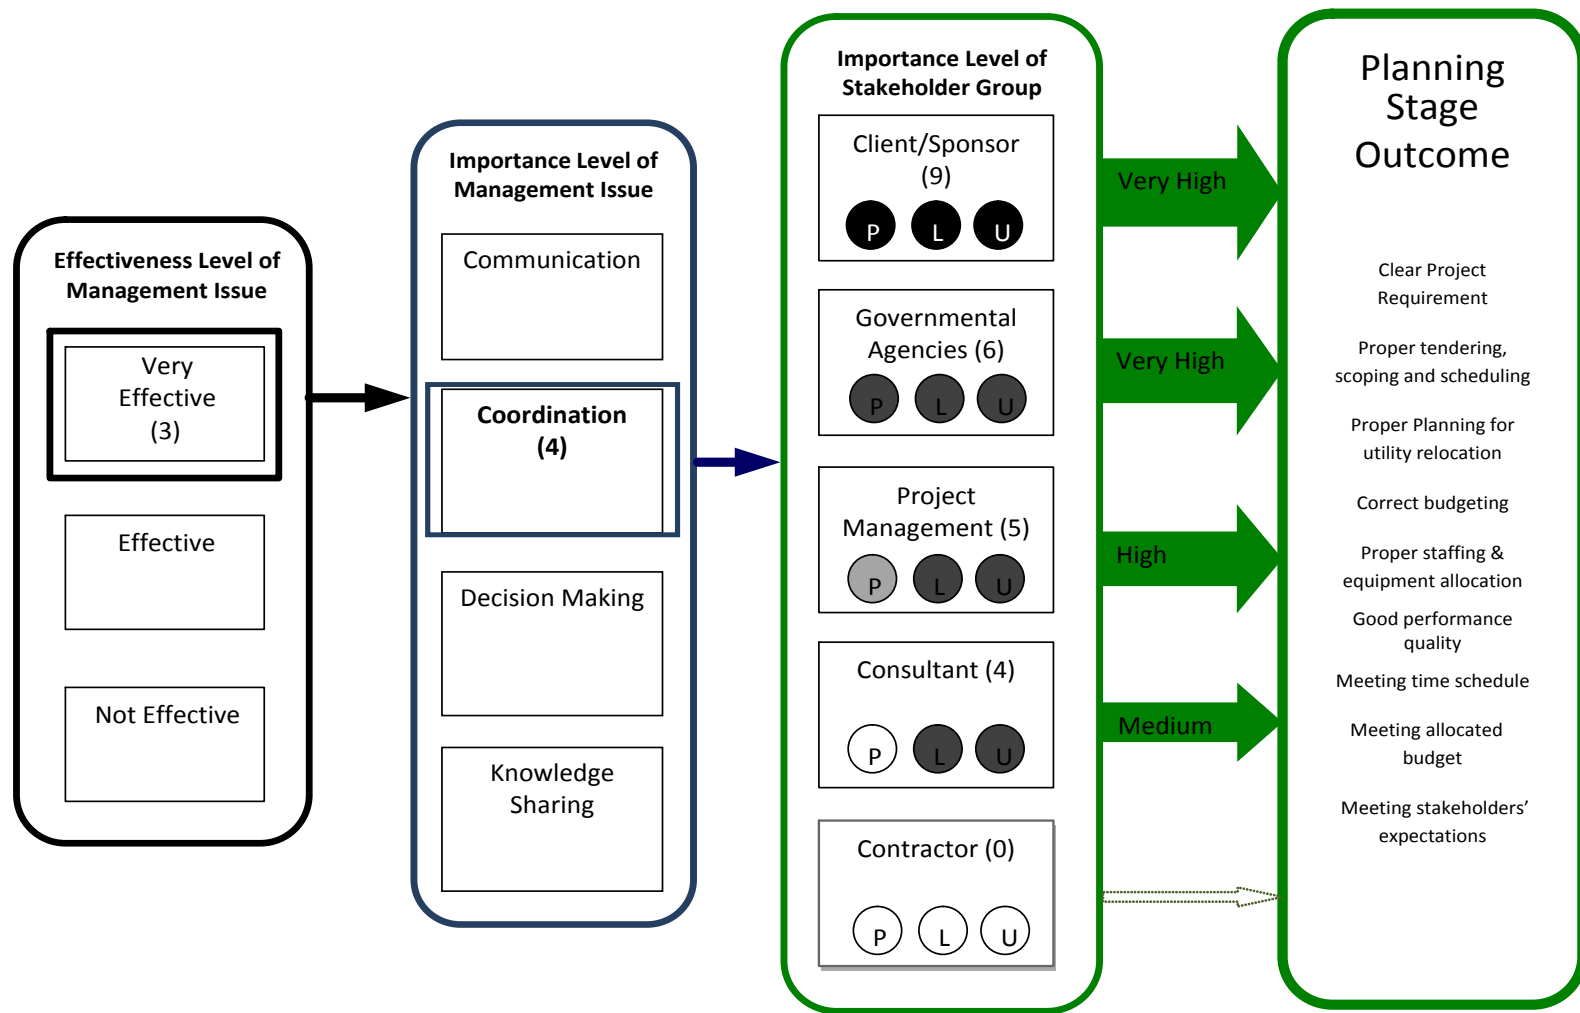 Effectiveness Level of
Management Issue
Very
Effective
(3)
Effective
Not Effective
Importance Level of
Management Issue
Communication
Coordination
(4)
Decision Making
Knowledge
Sharing
Importance Level of
Stakeholder Group
Client/Sponsor
(9)
P L U
Governmental
Agencies (6)
P L U
Project
Management (5)
P L U
Consultant (4)
P L U
Contractor (0)
P L U
Very High
Very High
High
Medium
Planning
Stage
Outcome
Clear Project
Requirement
Proper tendering,
scoping and scheduling
Proper Planning for
utility relocation
Correct budgeting
Proper staffing &
equipment allocation
Good performance
quality
Meeting time schedule
Meeting allocated
budget
Meeting stakeholders’
expectations